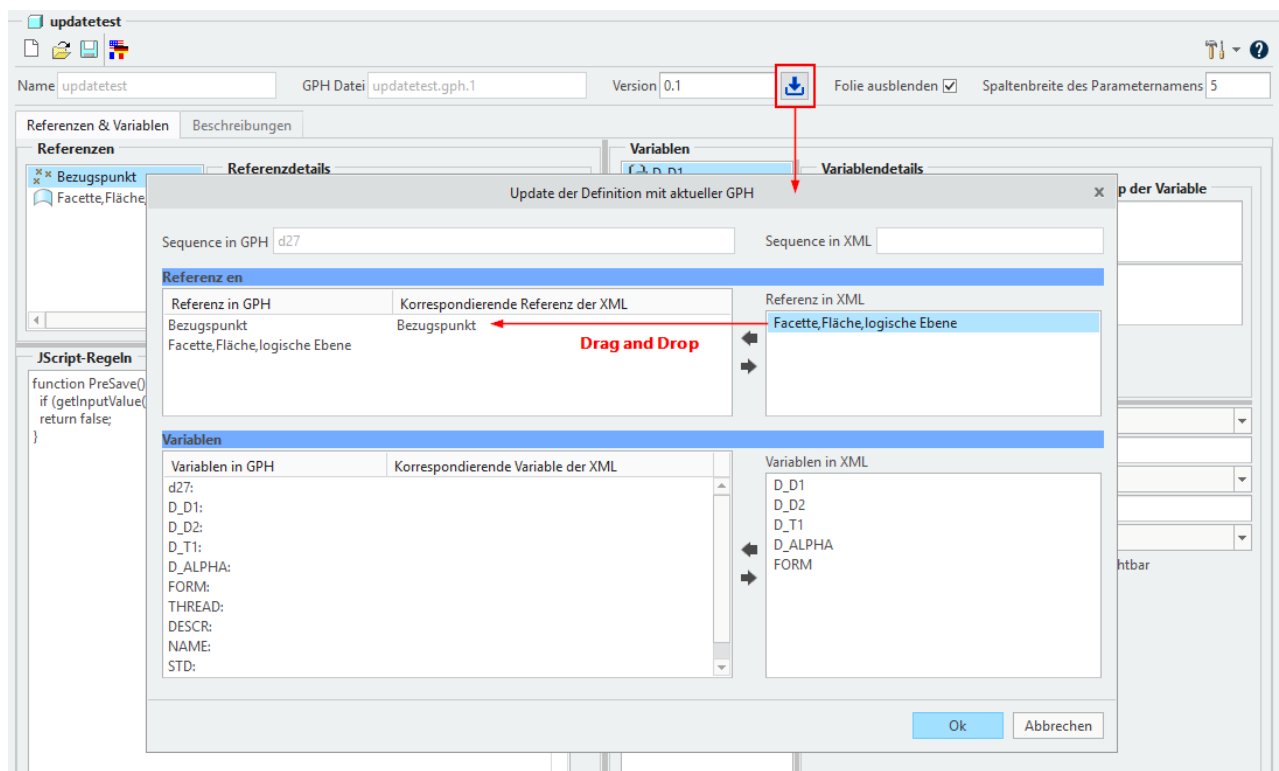 updatetest
Name updatetest GPH Datei updatetest.gph.1 Version 0.1 Folie ausblenden Spaltenbreite des Parameternamens 5
Referenzen & Variablen Beschreibungen
Referenzen Variablen
Bezugspunkt Referenzdetails D_D1 Variablendetails
Facette,Fläche, Update der Definition mit aktueller GPH x p der Variable
Sequence in GPH d27 Sequence in XML
Referenz en
Referenz in GPH Korrespondierende Referenz der XML Referenz in XML
Bezugspunkt Bezugspunkt Facette,Fläche,logische Ebene
Facette,Fläche,logische Ebene Drag and Drop
JScript-Regeln
function PreSave()
if (getInputValue(
return false;
}
Variablen
Variablen in GPH Korrespondierende Variable der XML Variablen in XML
d27: D_D1
D_D1: D_D2
D_D2: D_T1
D_T1: D_ALPHA
D_ALPHA: FORM
htbar
FORM:
THREAD:
DESCR:
NAME:
STD:
Ok Abbrechen